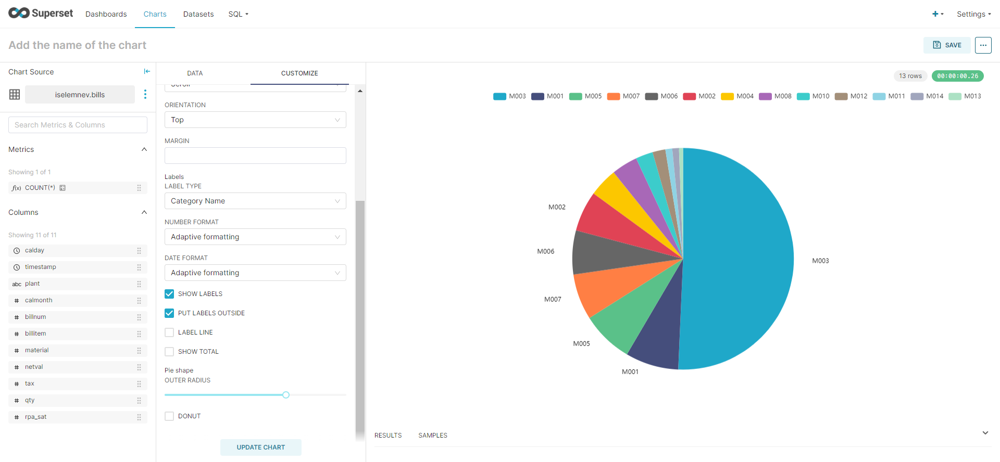 Superset
Dashboards
Charts
Datasets
SQL
Settings
Add the name of the chart
SAVE
Chart Source
iselemnev.bills
Search Metrics & Columns
Metrics
Showing 1 of 1
f(x) COUNT(*)
Columns
Showing 11 of 11
calday
timestamp
abc plant
# calmonth
# billnum
# billitem
# material
# netval
# tax
# qty
# rpa_sat
DATA
CUSTOMIZE
Scroll
ORIENTATION
Top
MARGIN
Labels
LABEL TYPE
Category Name
NUMBER FORMAT
Adaptive formatting
DATE FORMAT
Adaptive formatting
SHOW LABELS
PUT LABELS OUTSIDE
LABEL LINE
SHOW TOTAL
Pie shape
OUTER RADIUS
DONUT
UPDATE CHART
13 rows
00:00:00.26
M003 M001 M005 M007 M006 M002 M004 M008 M010 M012 M011 M014 M013
M002
M006
M003
M007
M005
M001
RESULTS
SAMPLES